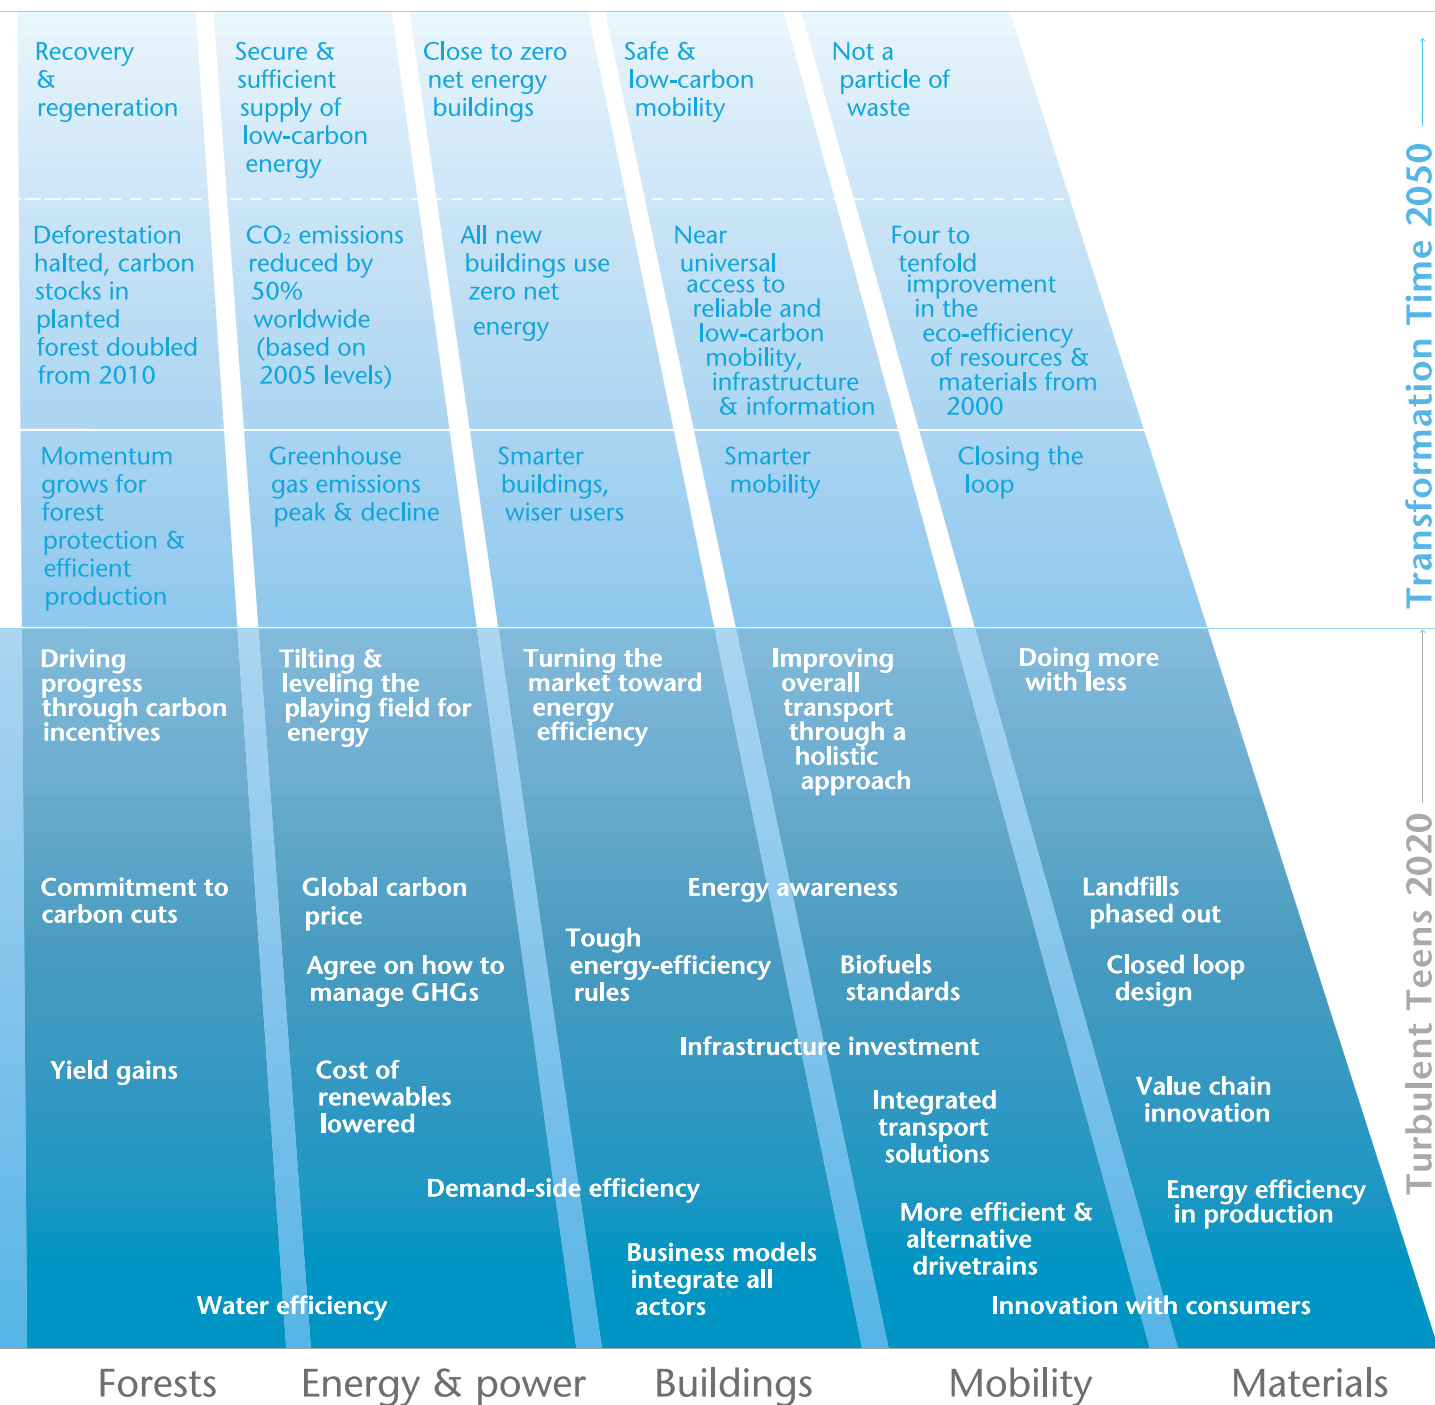 Recovery
&
regeneration
Secure &
sufficient
supply of
low-carbon
energy
Close to zero
net energy
buildings
Safe &
low-carbon
mobility
Not a
particle of
waste
Deforestation
halted, carbon
stocks in
planted
forest doubled
from 2010
CO₂ emissions
reduced by
50%
worldwide
(based on
2005 levels)
All new
buildings use
zero net
energy
Near
universal
access to
reliable and
low-carbon
mobility,
infrastructure
& information
Four to
tenfold
improvement
in the
eco-efficiency
of resources &
materials from
2000
Momentum
grows for
forest
protection &
efficient
production
Greenhouse
gas emissions
peak & decline
Smarter
buildings,
wiser users
Smarter
mobility
Closing the
loop
Transformation Time 2050
Driving
progress
through carbon
incentives
Tilting &
leveling the
playing field for
energy
Turning the
market toward
energy
efficiency
Improving
overall
transport
through a
holistic
approach
Doing more
with less
Commitment to
carbon cuts
Global carbon
price
Energy awareness
Landfills
phased out
Agree on how to
manage GHGs
Tough
energy-efficiency
rules
Biofuels
standards
Closed loop
design
Infrastructure investment
Yield gains
Cost of
renewables
lowered
Integrated
transport
solutions
Value chain
innovation
Demand-side efficiency
Energy efficiency
in production
More efficient &
alternative
drivetrains
Business models
integrate all
actors
Water efficiency
Innovation with consumers
Turbulent Teens 2020
Forests
Energy & power
Buildings
Mobility
Materials